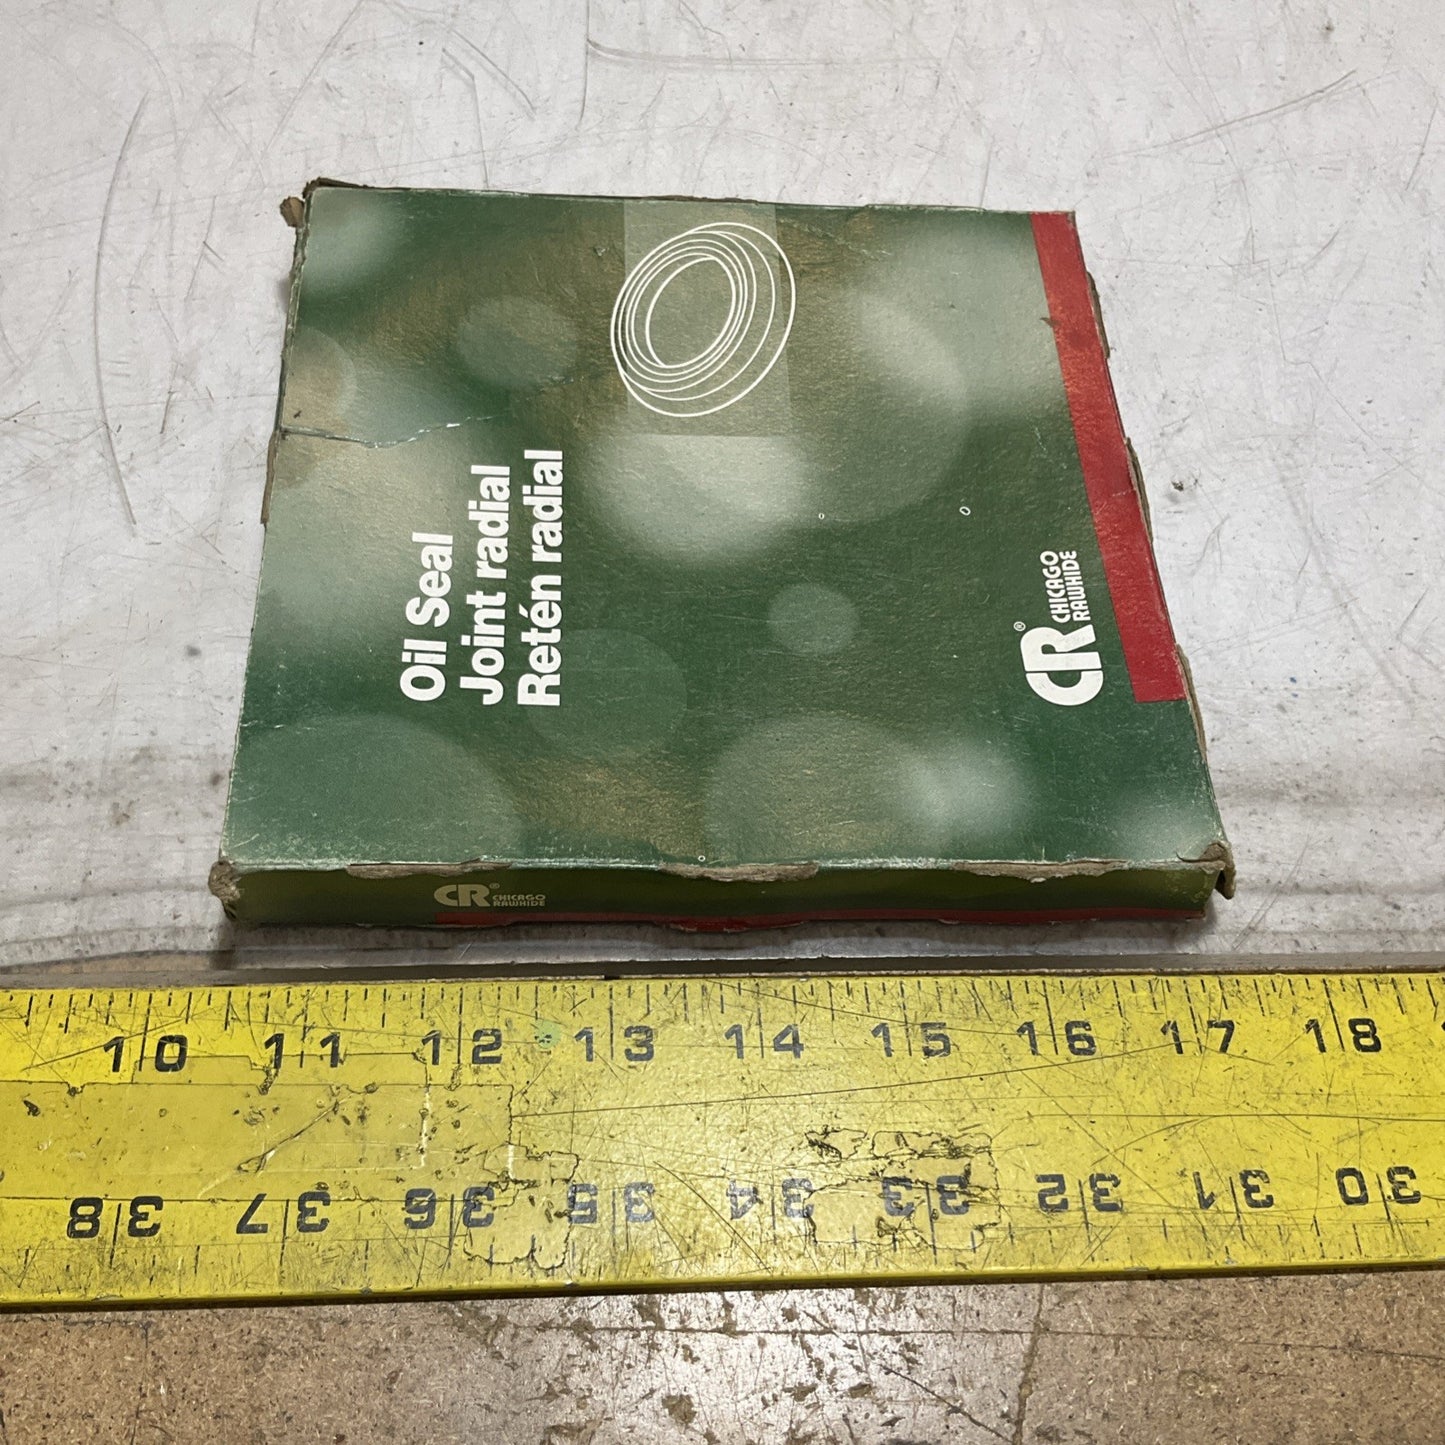 Oil Seal
Joint radial
Retén radial
CR® CHICAGO
RAWHIDE
CR® CHICAGO
RAWHIDE
10 11 12 13 14 15 16 17 18
38 37 36 35 34 33 32 31 30